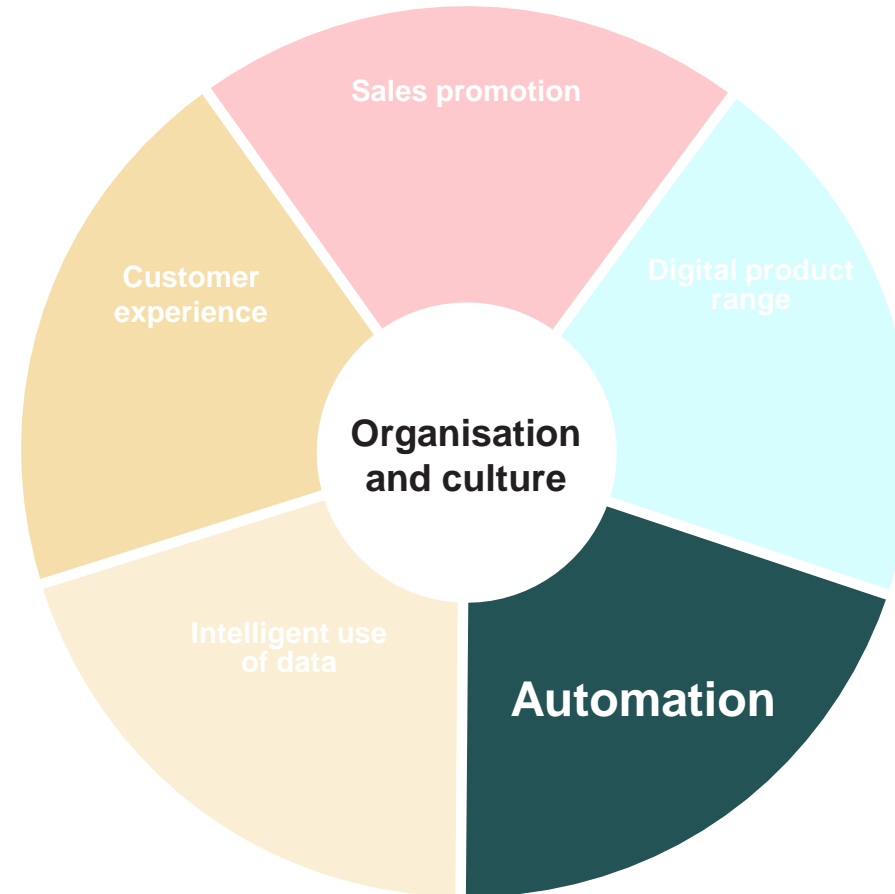 Sales promotion
Customer
experience
Digital product
range
Organisation
and culture
Intelligent use
of data
Automation